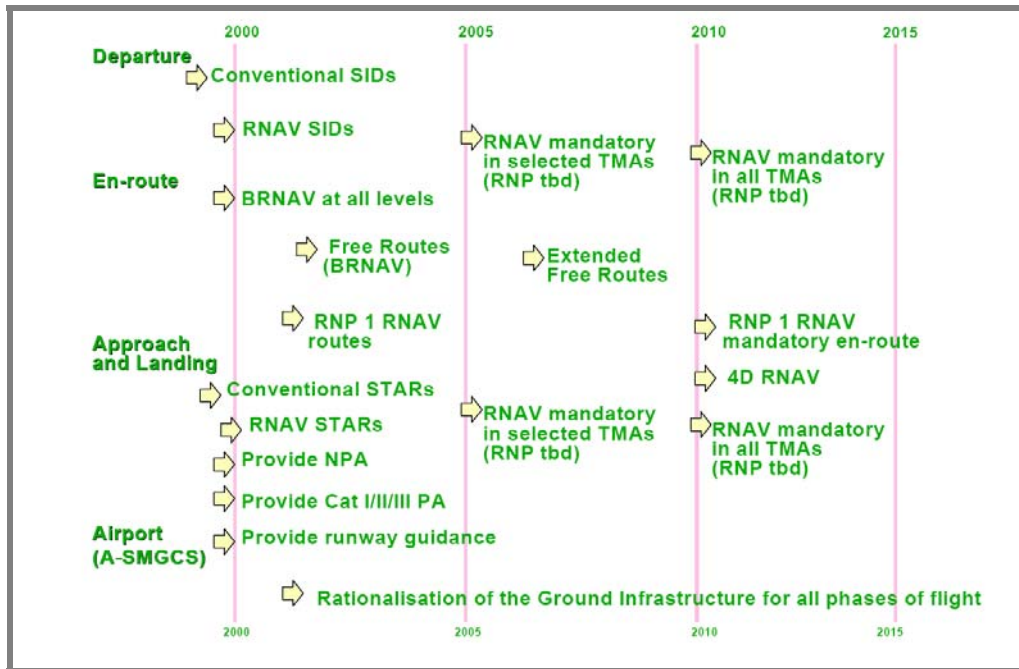 2000 2005 2010 2015
Departure
Conventional SIDs
RNAV SIDs
RNAV mandatory
in selected TMAs
(RNP tbd)
RNAV mandatory
in all TMAs
(RNP tbd)
En-route
BRNAV at all levels
Free Routes
(BRNAV)
Extended
Free Routes
RNP 1 RNAV
routes
RNP 1 RNAV
mandatory en-route
Approach
and Landing
4D RNAV
Conventional STARs
RNAV STARs
RNAV mandatory
in selected TMAs
(RNP tbd)
RNAV mandatory
in all TMAs
(RNP tbd)
Provide NPA
Provide Cat I/II/III PA
Airport
(A-SMGCS)
Provide runway guidance
Rationalisation of the Ground Infrastructure for all phases of flight
2000 2005 2010 2015